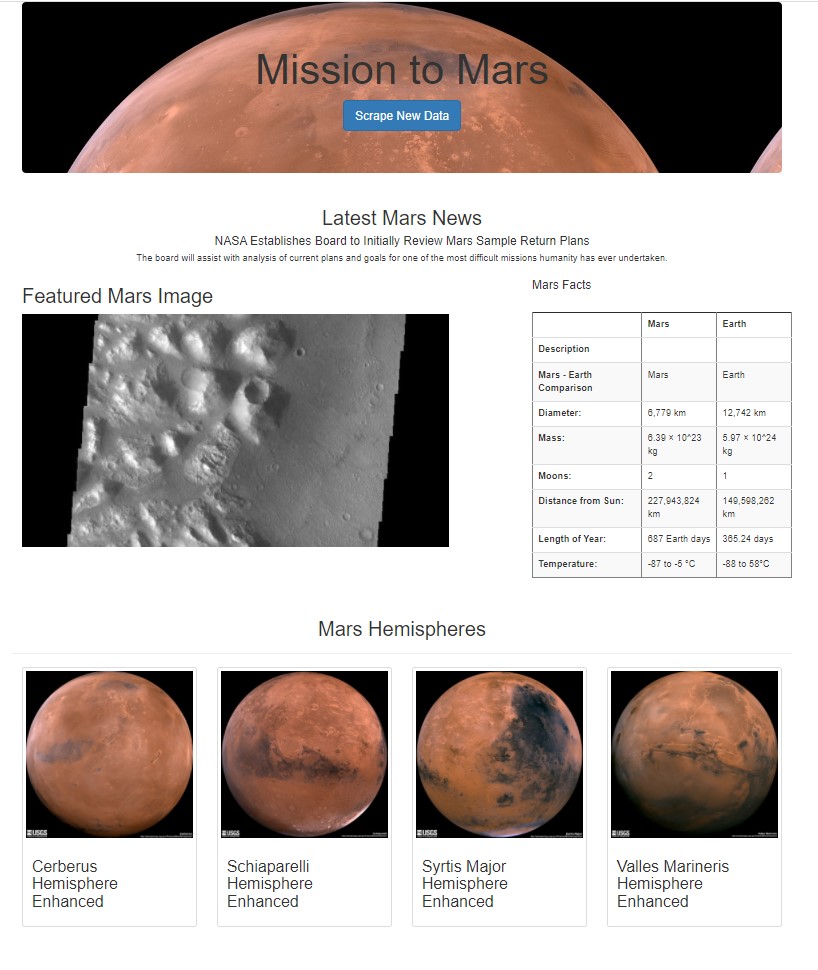 Mission to Mars
Scrape New Data
Latest Mars News
NASA Establishes Board to Initially Review Mars Sample Return Plans
The board will assist with analysis of current plans and goals for one of the most difficult missions humanity has ever undertaken.
Featured Mars Image
Mars Facts
Mars Earth
Description
Mars - Earth
Comparison Mars Earth
Diameter: 6,779 km 12,742 km
Mass: 6.39 × 10^23
kg 5.97 × 10^24
kg
Moons: 2 1
Distance from Sun: 227,943,824
km 149,598,262
km
Length of Year: 687 Earth days 365.24 days
Temperature: -87 to -5 °C -88 to 58°C
Mars Hemispheres
USGS
USGS
USGS
USGS
Cerberus
Hemisphere
Enhanced
Schiaparelli
Hemisphere
Enhanced
Syrtis Major
Hemisphere
Enhanced
Valles Marineris
Hemisphere
Enhanced